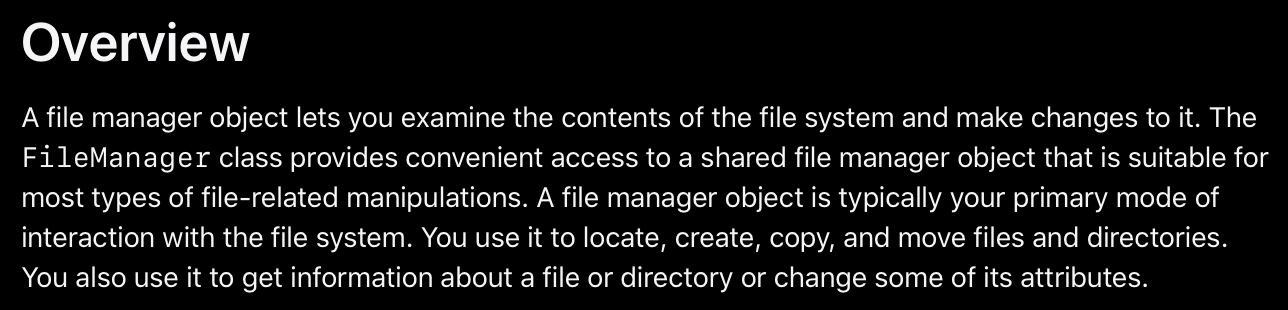 Overview
A file manager object lets you examine the contents of the file system and make changes to it. The
FileManager class provides convenient access to a shared file manager object that is suitable for
most types of file-related manipulations. A file manager object is typically your primary mode of
interaction with the file system. You use it to locate, create, copy, and move files and directories.
You also use it to get information about a file or directory or change some of its attributes.